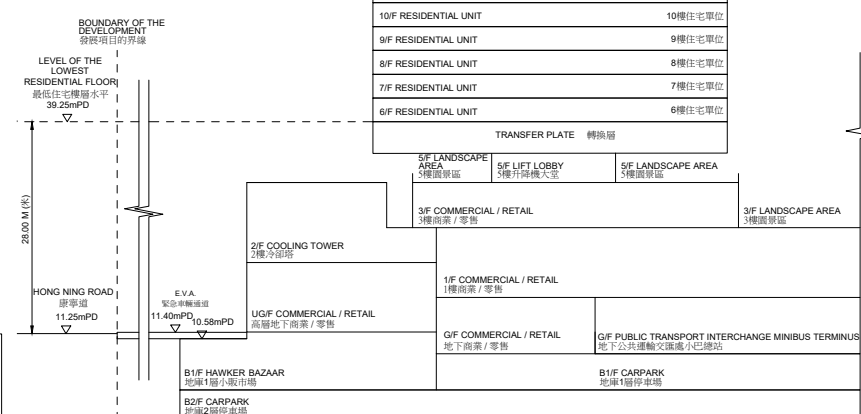 10/F RESIDENTIAL UNIT 10樓住宅單位
9/F RESIDENTIAL UNIT 9樓住宅單位
8/F RESIDENTIAL UNIT 8樓住宅單位
7/F RESIDENTIAL UNIT 7樓住宅單位
6/F RESIDENTIAL UNIT 6樓住宅單位
TRANSFER PLATE 轉換層
BOUNDARY OF THE
DEVELOPMENT
發展項目的界線
LEVEL OF THE
LOWEST
RESIDENTIAL FLOOR
最低住宅樓層水平
39.25mPD
28.00 M (米)
5/F LANDSCAPE
AREA
5樓園景區
5/F LIFT LOBBY
5樓升降機大堂
5/F LANDSCAPE AREA
5樓園景區
3/F COMMERCIAL / RETAIL
3樓商業 / 零售
3/F LANDSCAPE AREA
3樓園景區
2/F COOLING TOWER
2樓冷卻塔
1/F COMMERCIAL / RETAIL
1樓商業 / 零售
HONG NING ROAD
康寧道
11.25mPD
E.V.A.
緊急車輛通道
11.40mPD
10.58mPD
UG/F COMMERCIAL / RETAIL
高層地下商業 / 零售
G/F COMMERCIAL / RETAIL
地下商業 / 零售
G/F PUBLIC TRANSPORT INTERCHANGE MINIBUS TERMINUS
地下公共運輸交匯處小巴總站
B1/F HAWKER BAZAAR
地庫1層小販市場
B1/F CARPARK
地庫1層停車場
B2/F CARPARK
地庫2層停車場